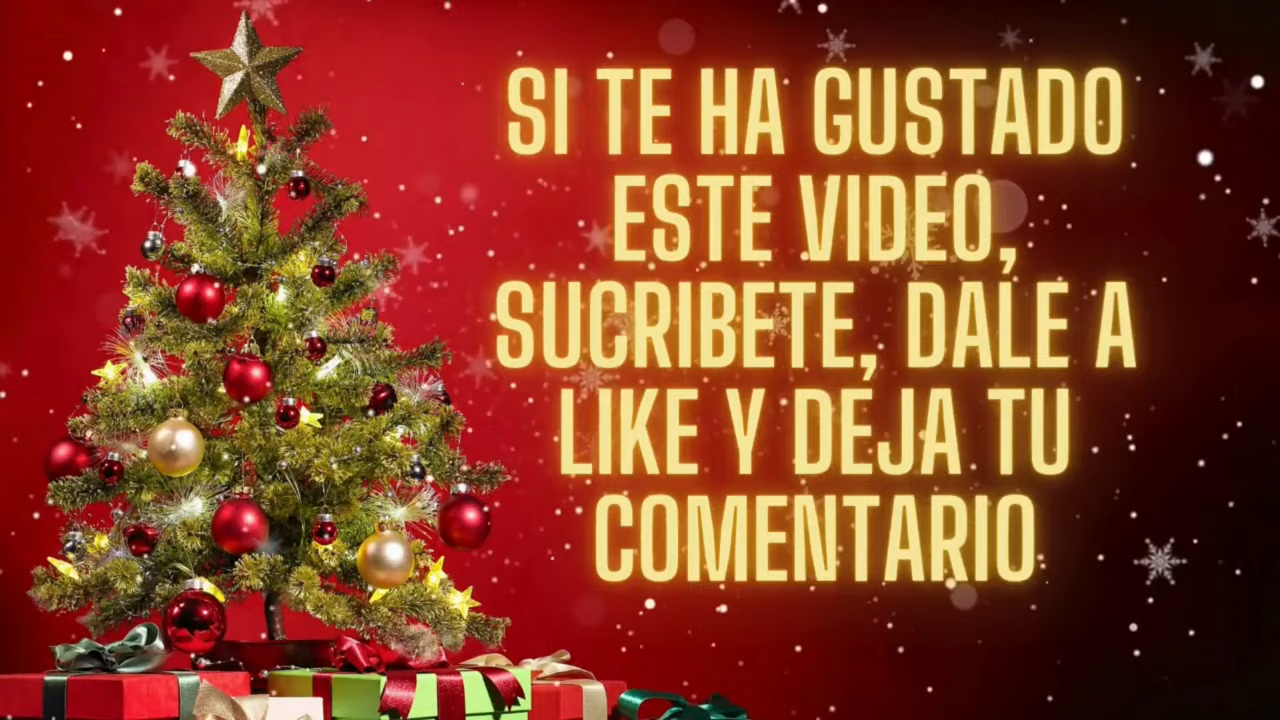 SI TE HA GUSTADO
ESTE VIDEO,
SUCRIBETE, DALE A
LIKE Y DEJA TU
COMENTARIO